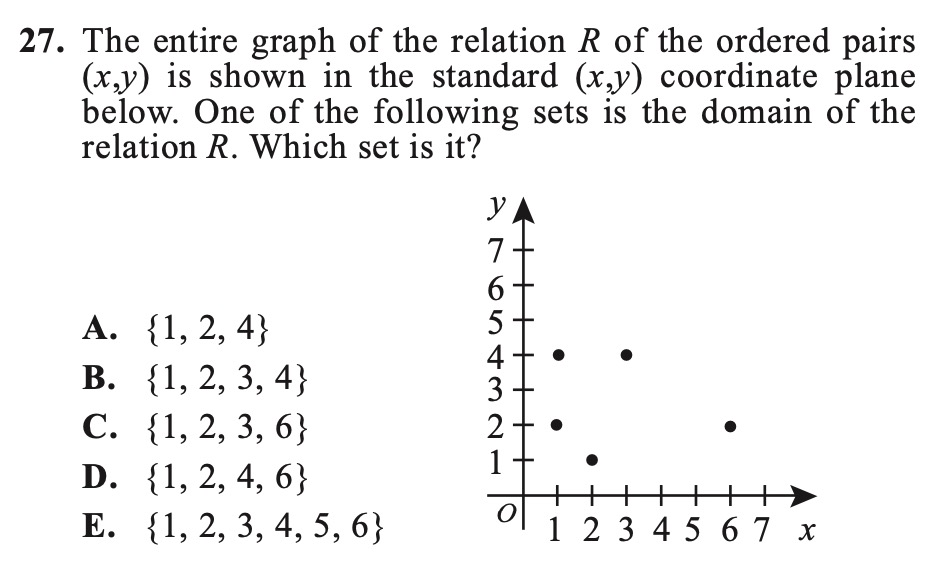 27. The entire graph of the relation R of the ordered pairs
(x,y) is shown in the standard (x,y) coordinate plane
below. One of the following sets is the domain of the
relation R. Which set is it?
A. {1, 2, 4}
B. {1, 2, 3, 4}
C. {1, 2, 3, 6}
D. {1, 2, 4, 6}
E. {1, 2, 3, 4, 5, 6}
y
7
6
5
4
3
2
1
O
1 2 3 4 5 6 7 x